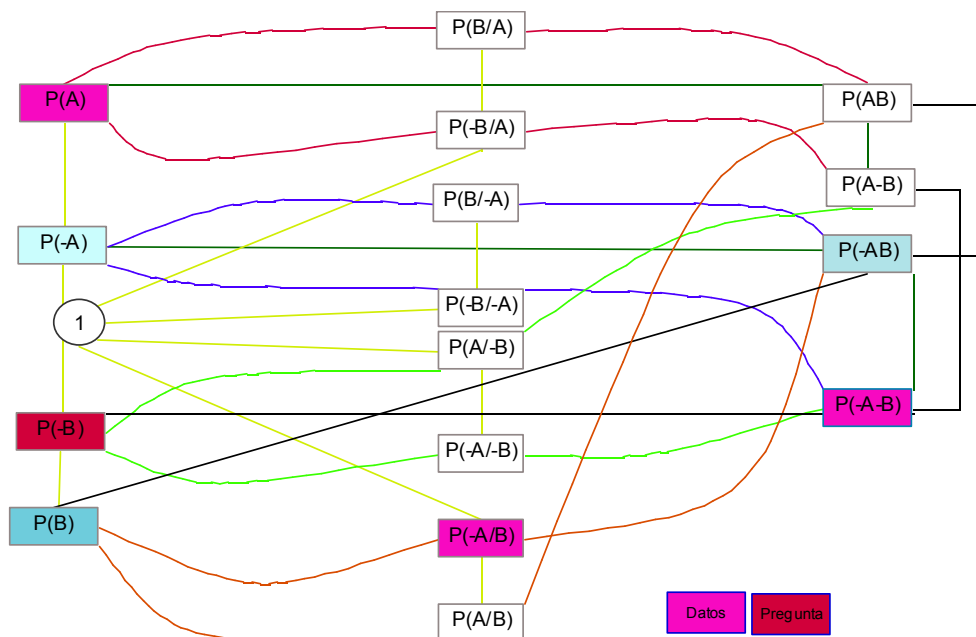 P(B/A)
P(A)
P(AB)
P(-B/A)
P(A-B)
P(B/-A)
P(-A)
P(-AB)
P(-B/-A)
1
P(A/-B)
P(-A-B)
P(-B)
P(-A/-B)
P(B)
P(-A/B)
P(A/B)
Datos
Pregunta